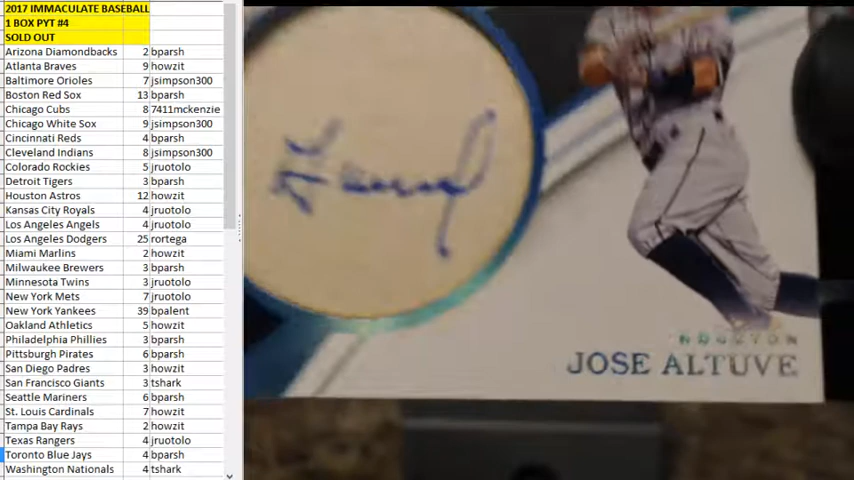 2017 IMMACULATE BASEBALL
1 BOX PYT #4
SOLD OUT
Arizona Diamondbacks 2 bparsh
Atlanta Braves 9 howzit
Baltimore Orioles 7 jsimpson300
Boston Red Sox 13 bparsh
Chicago Cubs 8 7411mckenzie
Chicago White Sox 9 jsimpson300
Cincinnati Reds 4 bparsh
Cleveland Indians 8 jsimpson300
Colorado Rockies 5 jruotolo
Detroit Tigers 3 bparsh
Houston Astros 12 howzit
Kansas City Royals 4 jruotolo
Los Angeles Angels 4 jruotolo
Los Angeles Dodgers 25 rortega
Miami Marlins 2 howzit
Milwaukee Brewers 3 bparsh
Minnesota Twins 3 jruotolo
New York Mets 7 jruotolo
New York Yankees 39 bpalent
Oakland Athletics 5 howzit
Philadelphia Phillies 3 bparsh
Pittsburgh Pirates 6 bparsh
San Diego Padres 3 howzit
San Francisco Giants 3 tshark
Seattle Mariners 6 bparsh
St. Louis Cardinals 7 howzit
Tampa Bay Rays 2 howzit
Texas Rangers 4 jruotolo
Toronto Blue Jays 4 bparsh
Washington Nationals 4 tshark
HOUSTON
JOSE ALTUVE